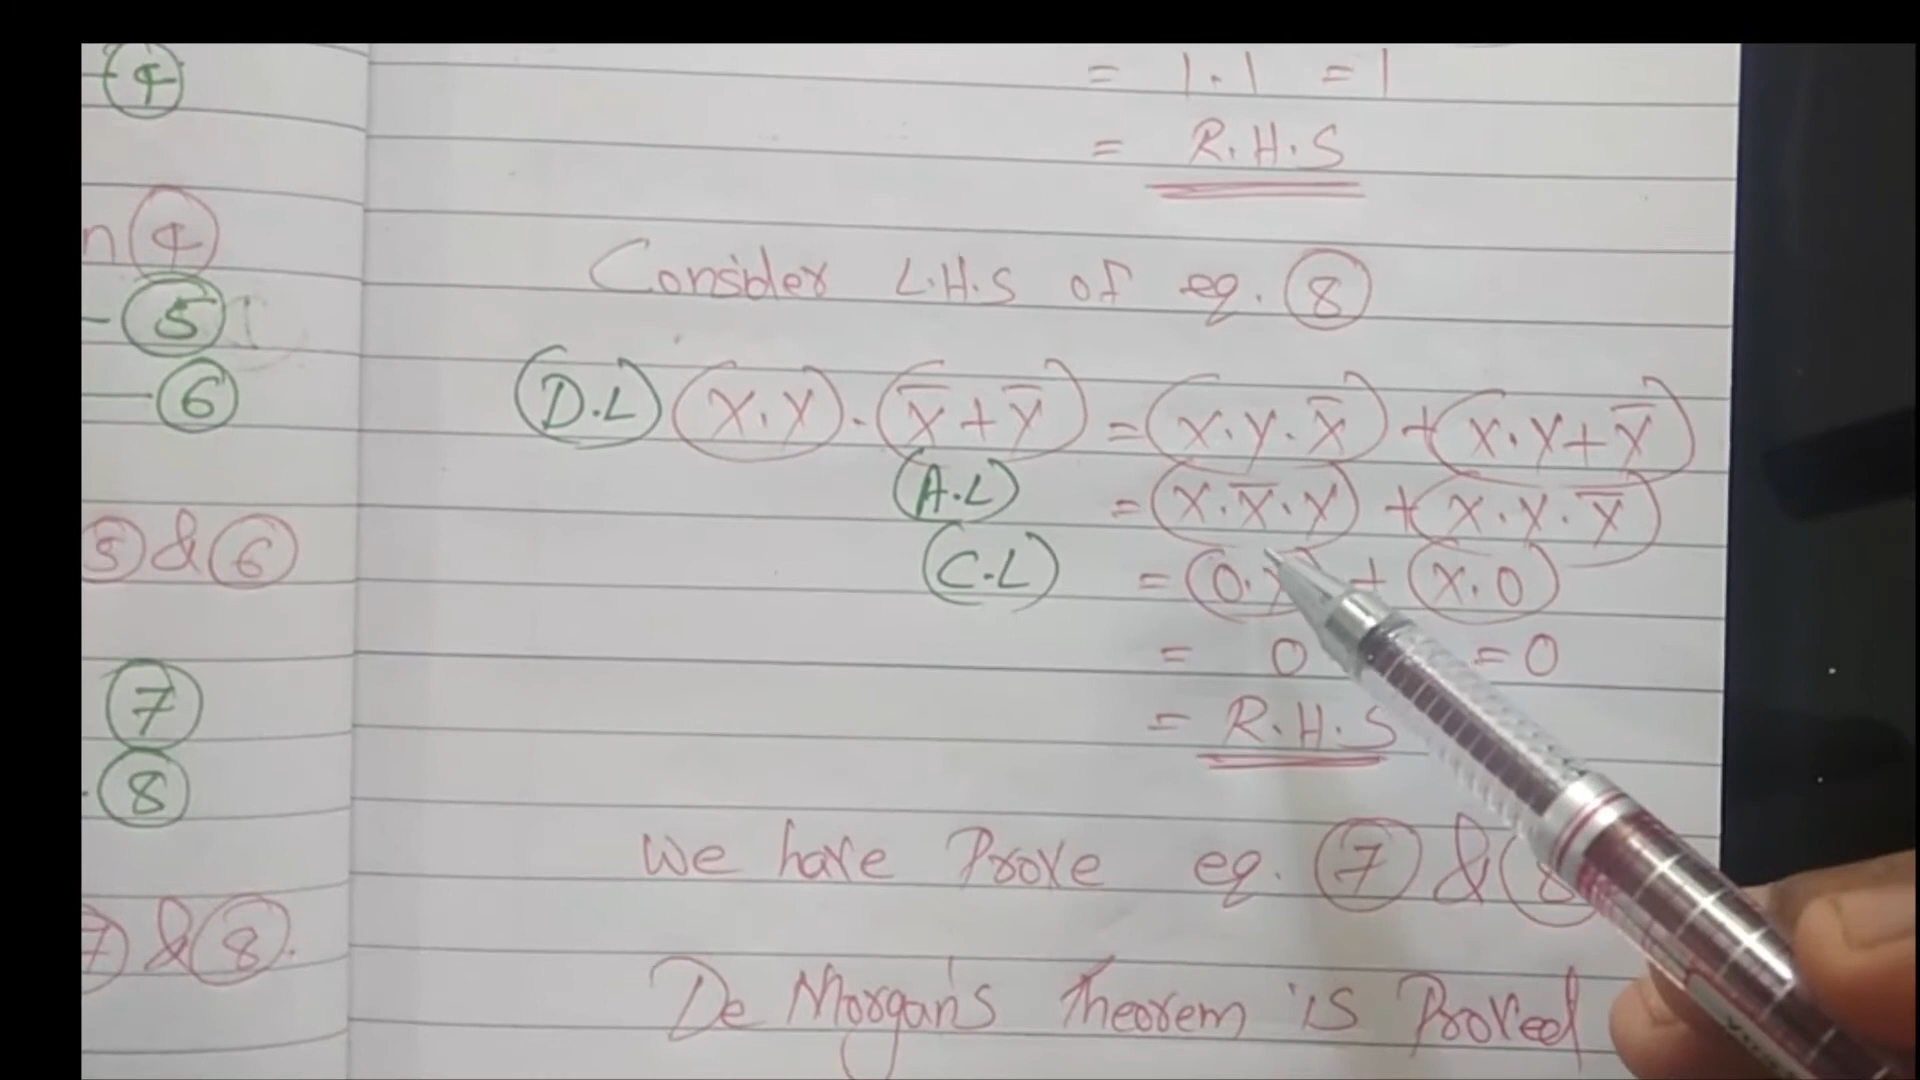 4
n 4
- 5
— 6
5 & 6
7
- 8
7 & 8.
= 1 . 1 = 1
= R.H.S
Consider L.H.S of eq. 8
(D.L) (X.Y) . (X̅ + Y̅) = (X.Y.X̅) + (X.Y+Y̅)
(A.L) = (X.X̅.Y) + (X.Y.Y̅)
(C.L) = (0.Y) + (X.0)
= 0 = 0
= R.H.S
We have Prove eq. 7 & 8
De Morgan's Theorem is Proved